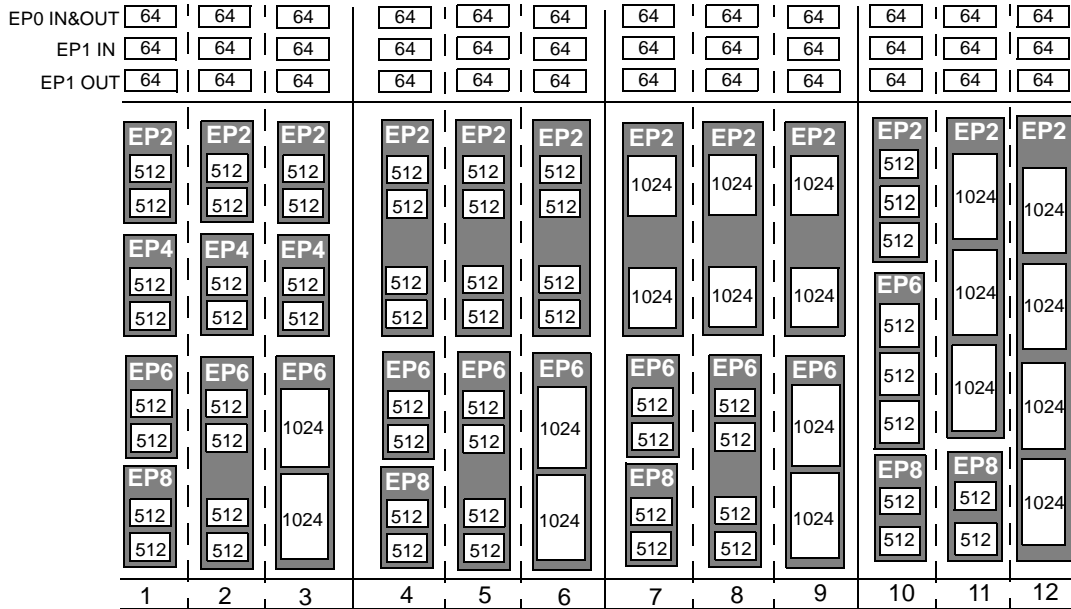 EP0 IN&OUT 64 64 64 64 64 64 64 64 64 64 64 64
EP1 IN 64 64 64 64 64 64 64 64 64 64 64 64
EP1 OUT 64 64 64 64 64 64 64 64 64 64 64 64
EP2 EP2 EP2 EP2 EP2 EP2 EP2 EP2 EP2 EP2 EP2 EP2
512 512 512 512 512 512 1024 1024 1024 512 1024 1024
512 512 512 512 512 512 512
512
EP4 EP4 EP4
512 512 512 512 512 512 1024 1024 1024 1024 1024
512 512 512 512 512 512
EP6
512
512
512
EP6 EP6 EP6 EP6 EP6 EP6 EP6 EP6 EP6
512 512 1024 512 512 1024 512 512 1024 1024 1024
512 512 512 512 512 512
EP8 EP8 EP8 EP8 EP8
512 512 1024 512 512 1024 512 512 1024 512 512 1024
512 512 512 512 512 512 512 512
1 2 3 4 5 6 7 8 9 10 11 12